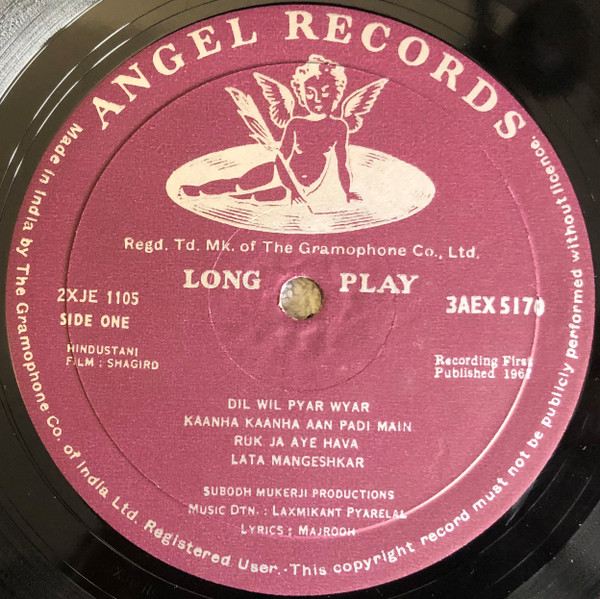 ANGEL RECORDS
Regd. Td. Mk. of The Gramophone Co., Ltd.
LONG PLAY
2XJE 1105
SIDE ONE
3AEX 5170
HINDUSTANI
FILM : SHAGIRD
Recording First
Published 1967
DIL WIL PYAR WYAR
KAANHA KAANHA AAN PADI MAIN
RUK JA AYE HAVA
LATA MANGESHKAR
SUBODH MUKERJI PRODUCTIONS
MUSIC DTN. : LAXMIKANT PYARELAL
LYRICS : MAJROOH
Made in India by The Gramophone Co. of India Ltd. Registered User. · This copyright record must not be publicly performed without licence.